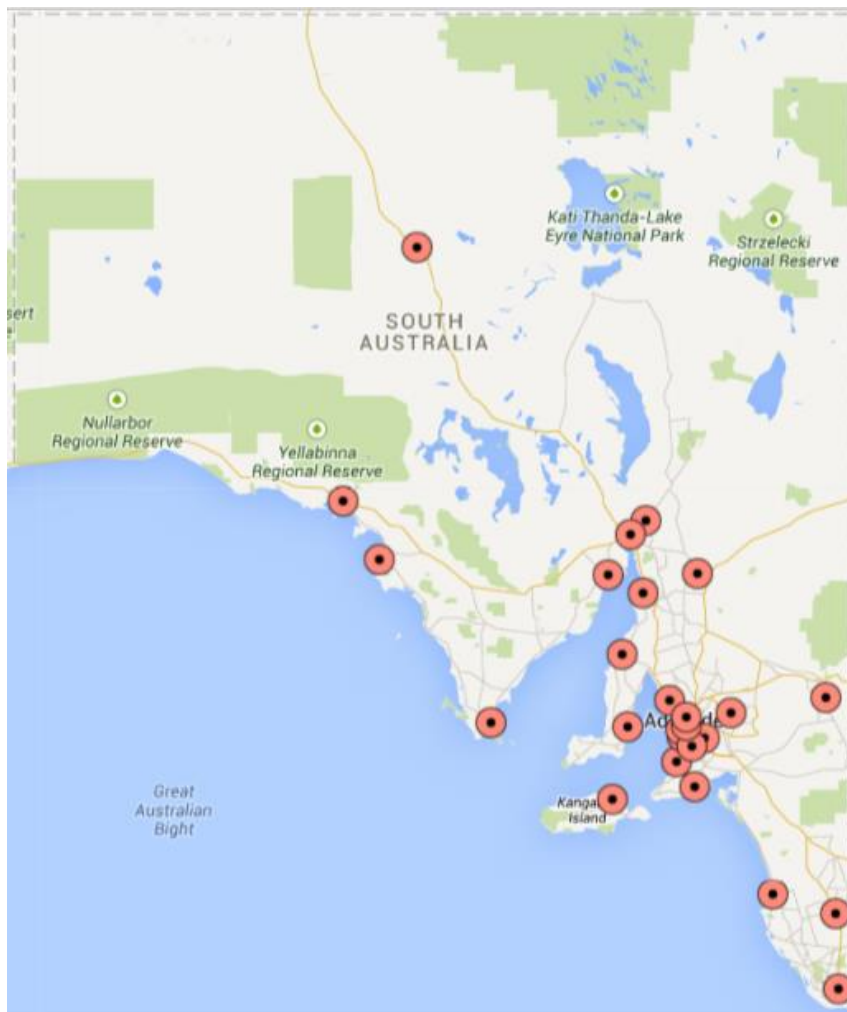 Kati Thanda-Lake
Eyre National Park
Strzelecki
Regional Reserve
sert
SOUTH
AUSTRALIA
Nullarbor
Regional Reserve
Yellabinna
Regional Reserve
Great
Australian
Bight
Island